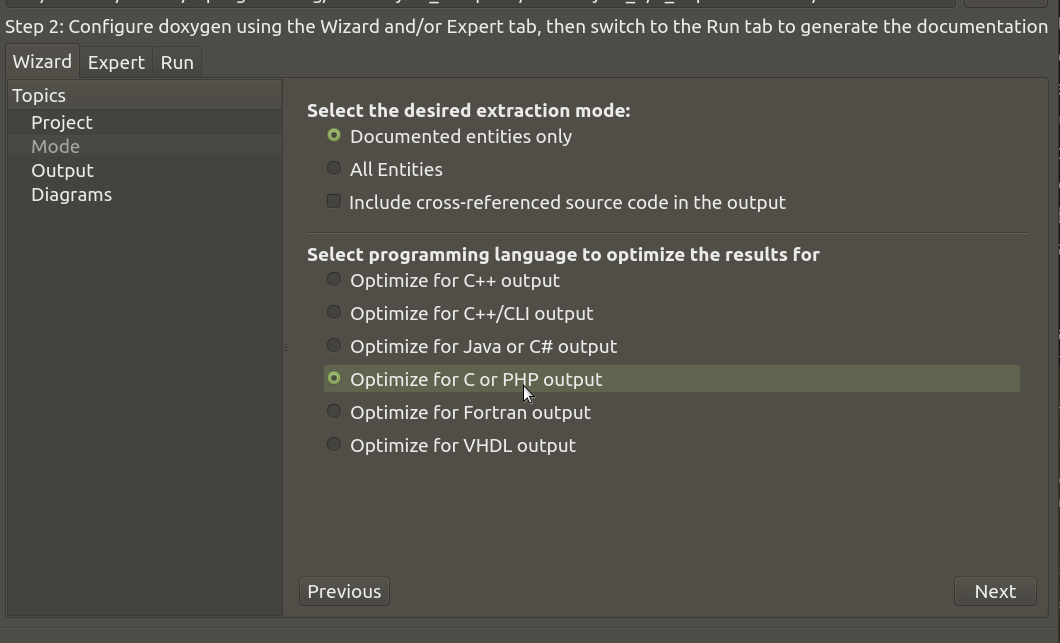 Step 2: Configure doxygen using the Wizard and/or Expert tab, then switch to the Run tab to generate the documentation
Wizard Expert Run
Topics
Project
Mode
Output
Diagrams
Select the desired extraction mode:
Documented entities only
All Entities
Include cross-referenced source code in the output
Select programming language to optimize the results for
Optimize for C++ output
Optimize for C++/CLI output
Optimize for Java or C# output
Optimize for C or PHP output
Optimize for Fortran output
Optimize for VHDL output
Previous
Next